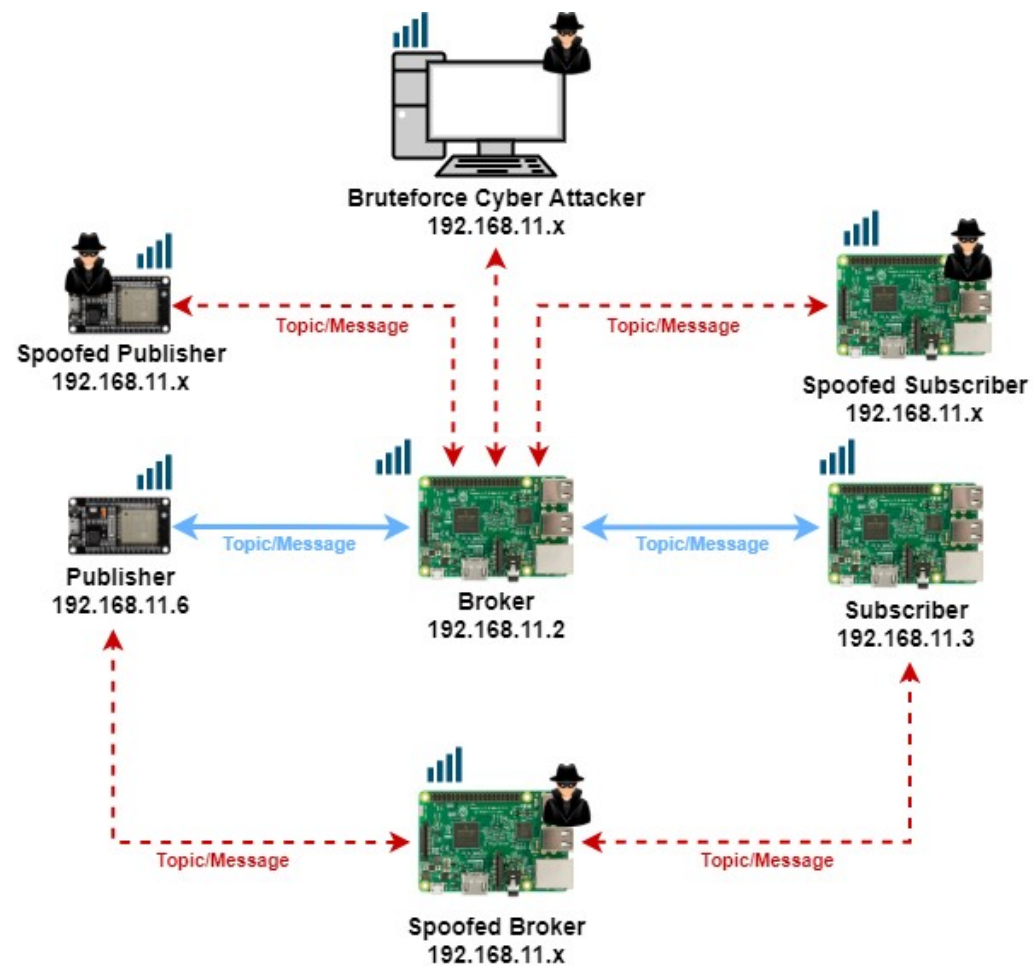 Bruteforce Cyber Attacker
192.168.11.x
Topic/Message
Topic/Message
Spoofed Publisher
192.168.11.x
Spoofed Subscriber
192.168.11.x
Topic/Message
Topic/Message
Publisher
192.168.11.6
Broker
192.168.11.2
Subscriber
192.168.11.3
Topic/Message
Topic/Message
Spoofed Broker
192.168.11.x